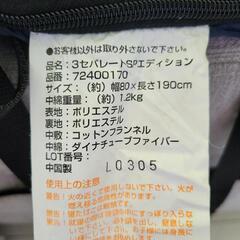 ●お客様以外は取り外さないで下さい。●
品名：3セパレートSPエディション
品番：72400170
サイズ：（約）幅80×長さ190cm
中綿重量：（約）1.2kg
表地：ポリエステル
裏地：ポリエステル
中敷：コットンフランネル
中綿：ダイナチューブファイバー
LOT番号：
中国製 L0305
使用上の注意